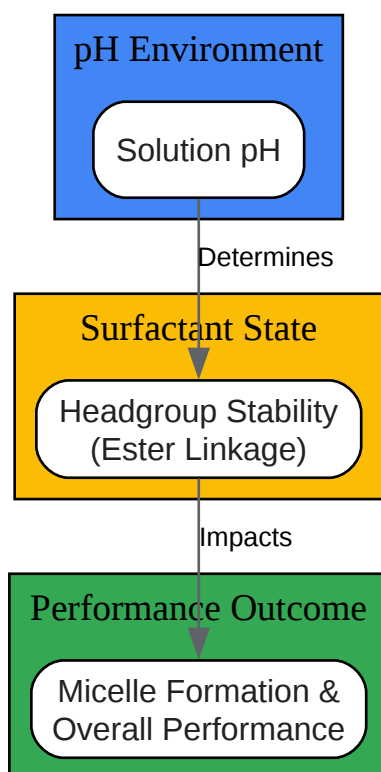 pH Environment
Solution pH
Determines
Surfactant State
Headgroup Stability
(Ester Linkage)
Impacts
Performance Outcome
Micelle Formation &
Overall Performance